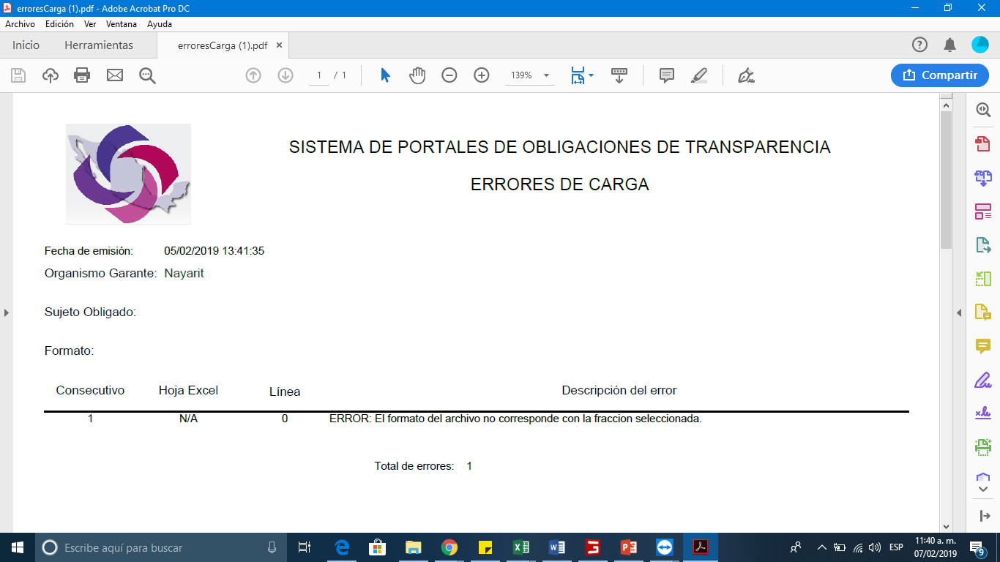 erroresCarga (1).pdf - Adobe Acrobat Pro DC
Archivo Edición Ver Ventana Ayuda
Inicio Herramientas erroresCarga (1).pdf ×
1 / 1 139% Compartir
SISTEMA DE PORTALES DE OBLIGACIONES DE TRANSPARENCIA
ERRORES DE CARGA
Fecha de emisión: 05/02/2019 13:41:35
Organismo Garante: Nayarit
Sujeto Obligado:
Formato:
Consecutivo Hoja Excel Línea Descripción del error
1 N/A 0 ERROR: El formato del archivo no corresponde con la fraccion seleccionada.
Total de errores: 1
Escribe aquí para buscar
ESP
11:40 a. m.
07/02/2019
9